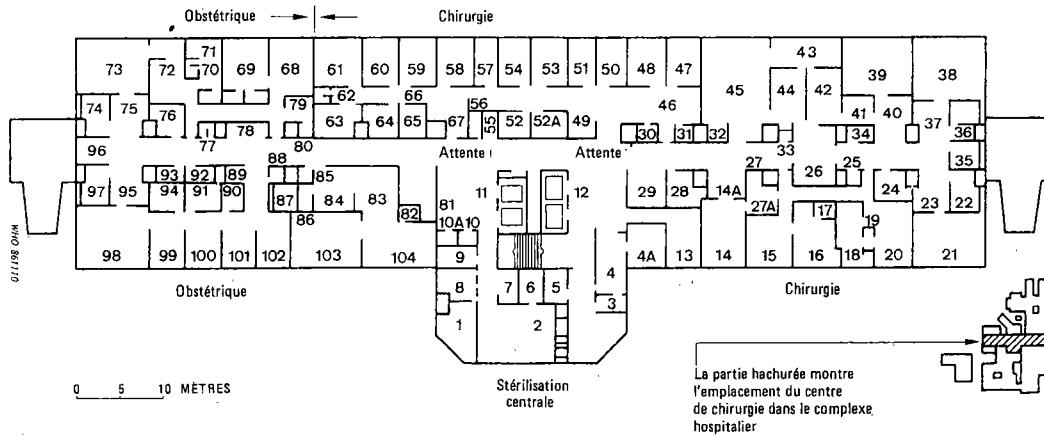 Obstétrique Chirurgie
71 43
73 72 70 69 68 61 60 59 58 57 54 53 51 50 48 47 45 44 42 39 38
62 66
74 75 76 79 63 64 65 67 56 55 52 52A 49 46 41 40 37
78 30 31 32 34 36
77 80 33
96 Attente Attente
88 27 25 35
93 92 89 85
97 95 94 91 90 87 84 83 81 11 12 29 28 14A 26 24 23 22
86 82 27A 17 19
10A 10
98 99 100 101 102 103 104 9 4 4A 13 14 15 16 18 20 21
8 7 6 5
3
1 2
Obstétrique Chirurgie
WHO 861110
0 5 10 MÈTRES
Stérilisation
centrale
La partie hachurée montre
l'emplacement du centre
de chirurgie dans le complexe
hospitalier